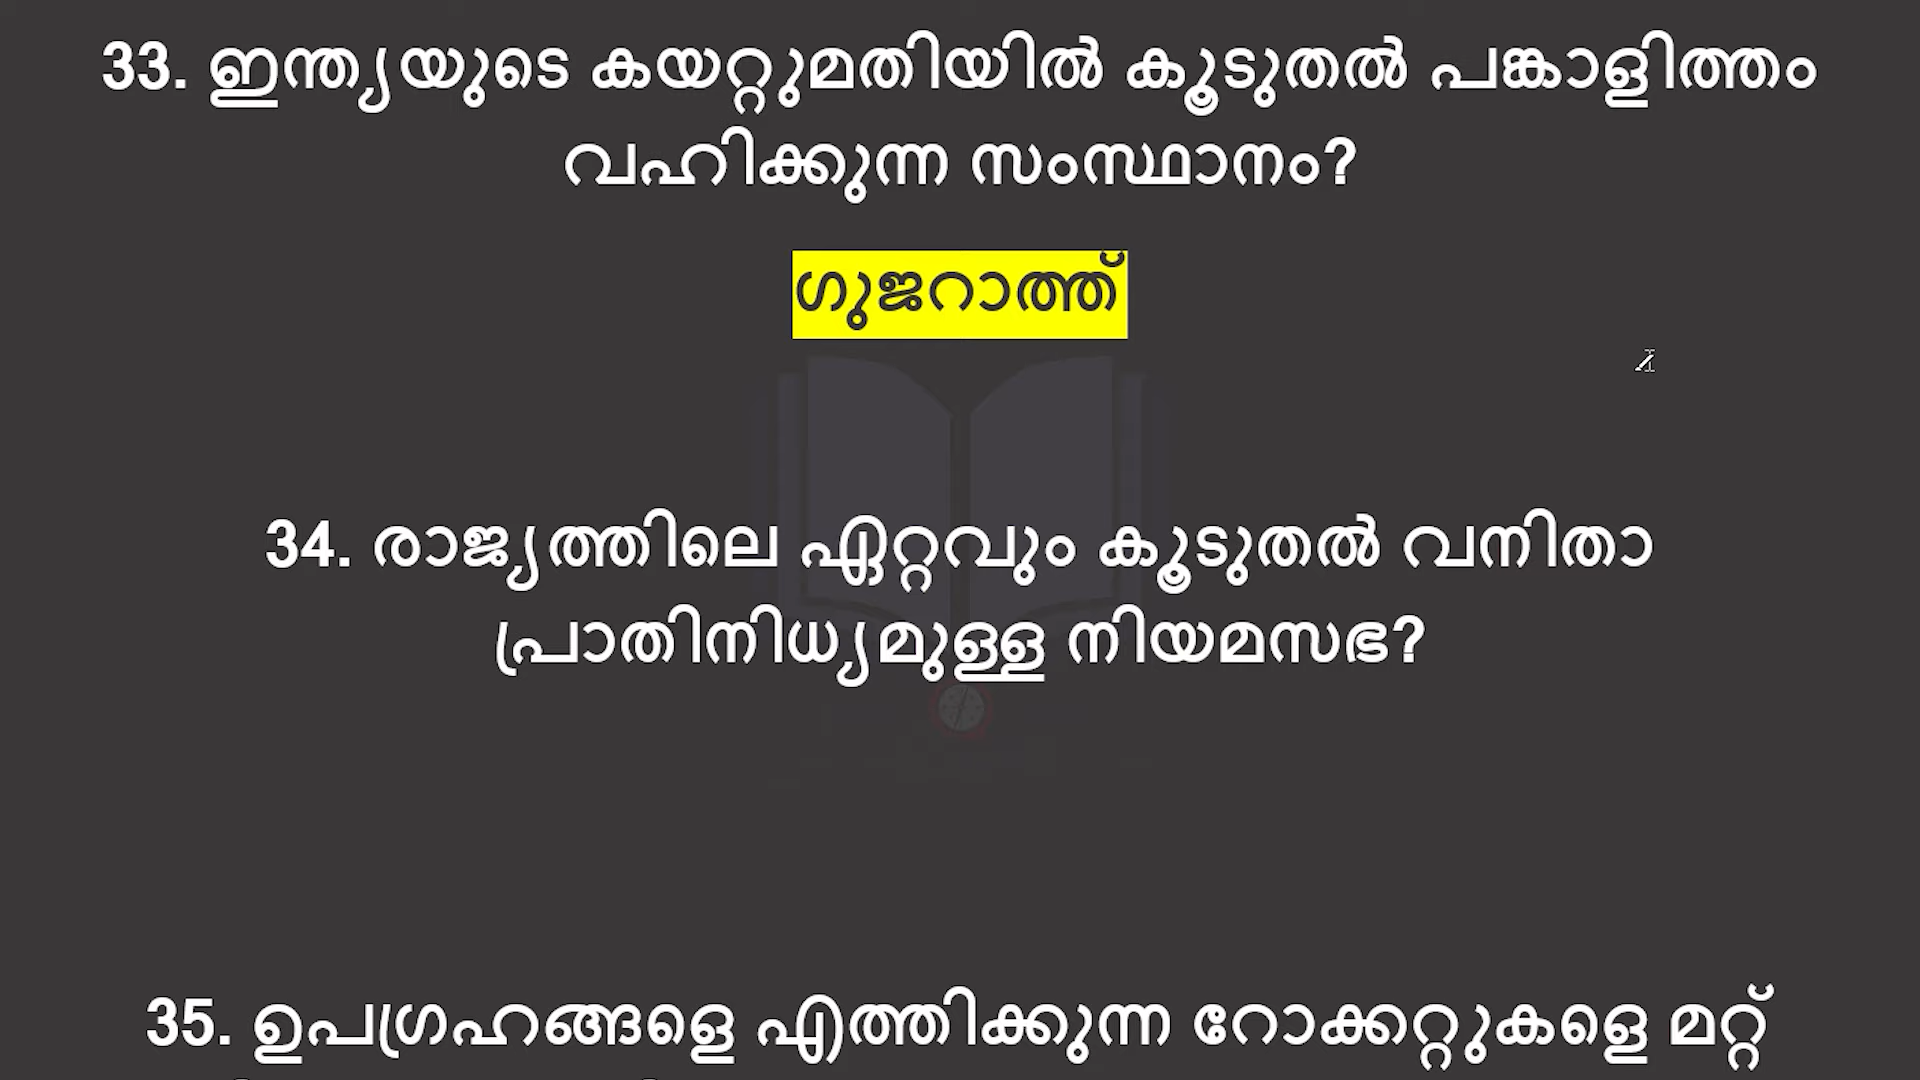 33. ഇന്ത്യയുടെ കയറ്റുമതിയിൽ കൂടുതൽ പങ്കാളിത്തം
വഹിക്കുന്ന സംസ്ഥാനം?
ഗുജറാത്ത്
34. രാജ്യത്തിലെ ഏറ്റവും കൂടുതൽ വനിതാ
പ്രാതിനിധ്യമുള്ള നിയമസഭ?
35. ഉപഗ്രഹങ്ങളെ എത്തിക്കുന്ന റോക്കറ്റുകളെ മറ്റ്